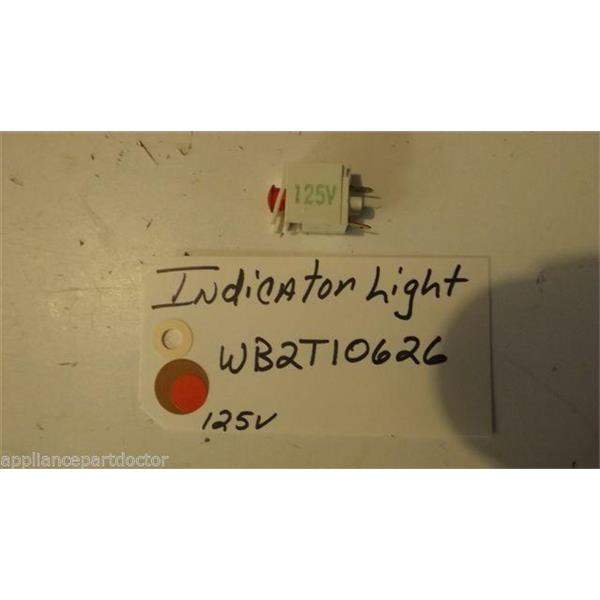 125V
Indicator Light
WB2T10626
125V
appliancepartdoctor